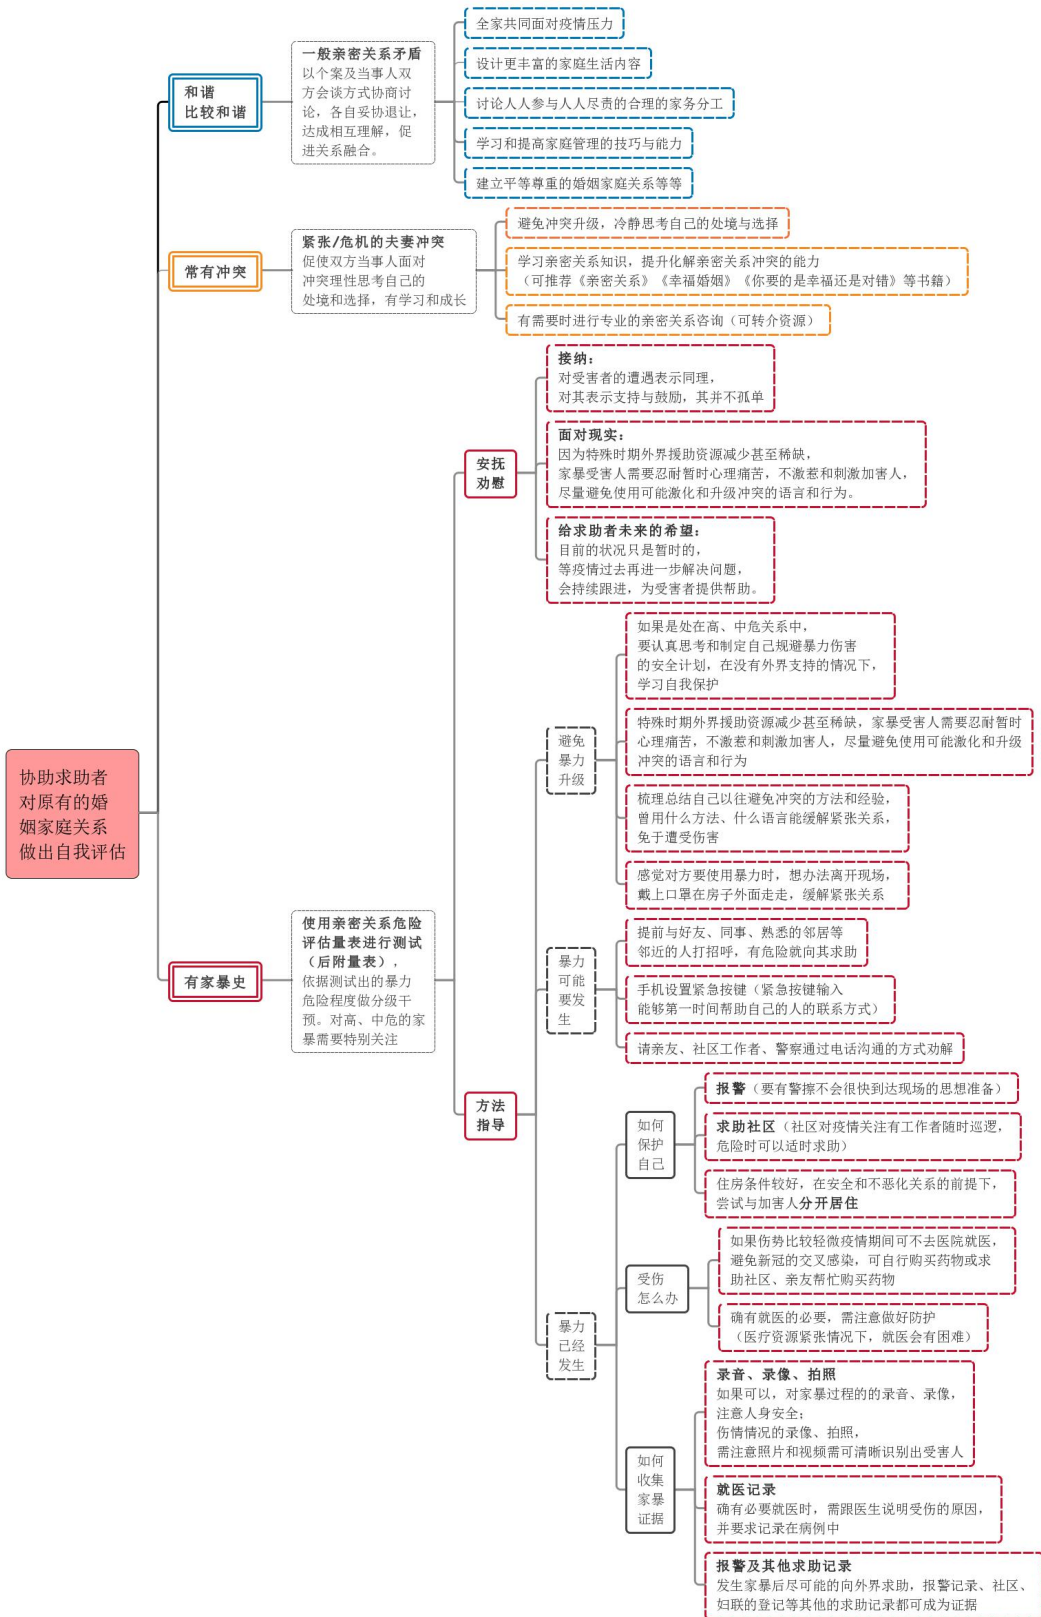 协助求助者
对原有的婚
姻家庭关系
做出自我评估
和谐
比较和谐
一般亲密关系矛盾
以个案及当事人双
方会谈方式协商讨
论，各自妥协退让，
达成相互理解，促
进关系融合。
全家共同面对疫情压力
设计更丰富的家庭生活内容
讨论人人参与人人尽责的合理的家务分工
学习和提高家庭管理的技巧与能力
建立平等尊重的婚姻家庭关系等等
常有冲突
紧张/危机的夫妻冲突
促使双方当事人面对
冲突理性思考自己的
处境和选择，有学习和成长
避免冲突升级，冷静思考自己的处境与选择
学习亲密关系知识，提升化解亲密关系冲突的能力
（可推荐《亲密关系》《幸福婚姻》《你要的是幸福还是对错》等书籍）
有需要时进行专业的亲密关系咨询（可转介资源）
有家暴史
使用亲密关系危险
评估量表进行测试
（后附量表），
依据测试出的暴力
危险程度做分级干
预。对高、中危的家
暴需要特别关注
安抚
劝慰
接纳：
对受害者的遭遇表示同理，
对其表示支持与鼓励，其并不孤单
面对现实：
因为特殊时期外界援助资源减少甚至稀缺，
家暴受害人需要忍耐暂时心理痛苦，不激惹和刺激加害人，
尽量避免使用可能激化和升级冲突的语言和行为。
给求助者未来的希望：
目前的状况只是暂时的，
等疫情过去再进一步解决问题，
会持续跟进，为受害者提供帮助。
方法
指导
避免
暴力
升级
如果是处在高、中危关系中，
要认真思考和制定自己规避暴力伤害
的安全计划，在没有外界支持的情况下，
学习自我保护
特殊时期外界援助资源减少甚至稀缺，家暴受害人需要忍耐暂时
心理痛苦，不激惹和刺激加害人，尽量避免使用可能激化和升级
冲突的语言和行为
梳理总结自己以往避免冲突的方法和经验，
曾用什么方法、什么语言能缓解紧张关系，
免于遭受伤害
感觉对方要使用暴力时，想办法离开现场，
戴上口罩在房子外面走走，缓解紧张关系
暴力
可能
要发
生
提前与好友、同事、熟悉的邻居等
邻近的人打招呼，有危险就向其求助
手机设置紧急按键（紧急按键输入
能够第一时间帮助自己的人的联系方式）
请亲友、社区工作者、警察通过电话沟通的方式劝解
暴力
已经
发生
如何
保护
自己
报警（要有警擦不会很快到达现场的思想准备）
求助社区（社区对疫情关注有工作者随时巡逻，
危险时可以适时求助）
住房条件较好，在安全和不恶化关系的前提下，
尝试与加害人分开居住
受伤
怎么办
如果伤势比较轻微疫情期间可不去医院就医，
避免新冠的交叉感染，可自行购买药物或求
助社区、亲友帮忙购买药物
确有就医的必要，需注意做好防护
（医疗资源紧张情况下，就医会有困难）
如何
收集
家暴
证据
录音、录像、拍照
如果可以，对家暴过程的的录音、录像，
注意人身安全；
伤情情况的录像、拍照，
需注意照片和视频需可清晰识别出受害人
就医记录
确有必要就医时，需跟医生说明受伤的原因，
并要求记录在病例中
报警及其他求助记录
发生家暴后尽可能的向外界求助，报警记录、社区、
妇联的登记等其他的求助记录都可成为证据